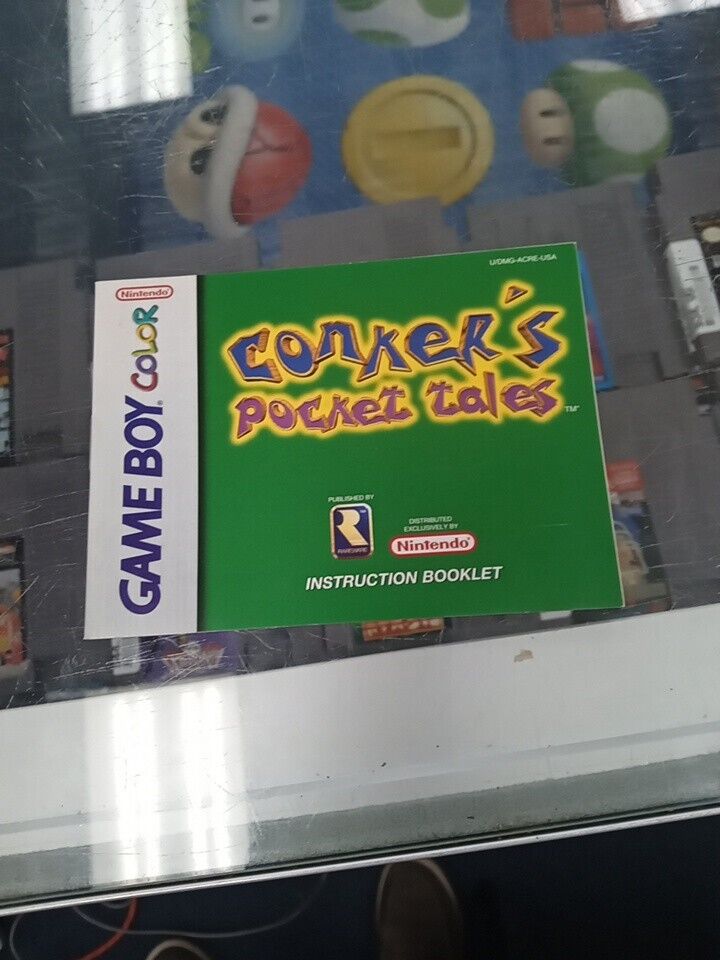 U/DMG-ACRE-USA
Nintendo
GAME BOY COLOR
Conker's
Pocket Tales
TM
PUBLISHED BY
RAREWARE
DISTRIBUTED
EXCLUSIVELY BY
Nintendo
INSTRUCTION BOOKLET